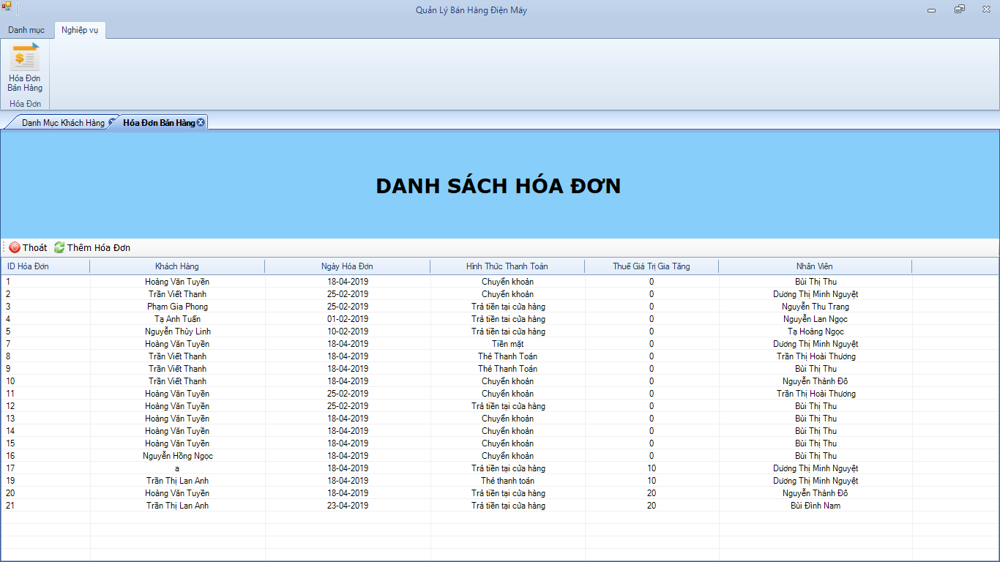 Quản Lý Bán Hàng Điện Máy
Danh mục Nghiệp vụ
Hóa Đơn
Bán Hàng
Hóa Đơn
Danh Mục Khách Hàng Hóa Đơn Bán Hàng
DANH SÁCH HÓA ĐƠN
Thoát Thêm Hóa Đơn
ID Hóa Đơn Khách Hàng Ngày Hóa Đơn Hình Thức Thanh Toán Thuế Giá Trị Gia Tăng Nhân Viên
1 Hoàng Văn Tuyền 18-04-2019 Chuyển khoản 0 Bùi Thị Thu
2 Trần Viết Thanh 25-02-2019 Chuyển khoản 0 Dương Thị Minh Nguyệt
3 Phạm Gia Phong 25-02-2019 Trả tiền tại cửa hàng 0 Nguyễn Thu Trang
4 Tạ Anh Tuấn 01-02-2019 Trả tiền tai cửa hàng 0 Nguyễn Lan Ngọc
5 Nguyễn Thùy Linh 10-02-2019 Trả tiền tai cửa hàng 0 Tạ Hoàng Ngọc
7 Hoàng Văn Tuyền 18-04-2019 Tiền mặt 0 Dương Thị Minh Nguyệt
8 Trần Viết Thanh 18-04-2019 Thẻ Thanh Toán 0 Trần Thị Hoài Thương
9 Trần Viết Thanh 18-04-2019 Thẻ Thanh Toán 0 Bùi Thị Thu
10 Trần Viết Thanh 18-04-2019 Chuyển khoản 0 Nguyễn Thành Đô
11 Hoàng Văn Tuyền 25-02-2019 Chuyển khoản 0 Trần Thị Hoài Thương
12 Hoàng Văn Tuyền 25-02-2019 Trả tiền tại cửa hàng 0 Bùi Thị Thu
13 Hoàng Văn Tuyền 18-04-2019 Chuyển khoản 0 Bùi Thị Thu
14 Hoàng Văn Tuyền 18-04-2019 Chuyển khoản 0 Bùi Thị Thu
15 Hoàng Văn Tuyền 18-04-2019 Chuyển khoản 0 Bùi Thị Thu
16 Nguyễn Hồng Ngọc 18-04-2019 Chuyển khoản 0 Bùi Thị Thu
17 a 18-04-2019 Trả tiền tại cửa hàng 10 Dương Thị Minh Nguyệt
19 Trần Thị Lan Anh 18-04-2019 Thẻ thanh toán 10 Dương Thị Minh Nguyệt
20 Hoàng Văn Tuyền 18-04-2019 Trả tiền tại cửa hàng 20 Nguyễn Thành Đô
21 Trần Thị Lan Anh 23-04-2019 Trả tiền tại cửa hàng 20 Bùi Đình Nam